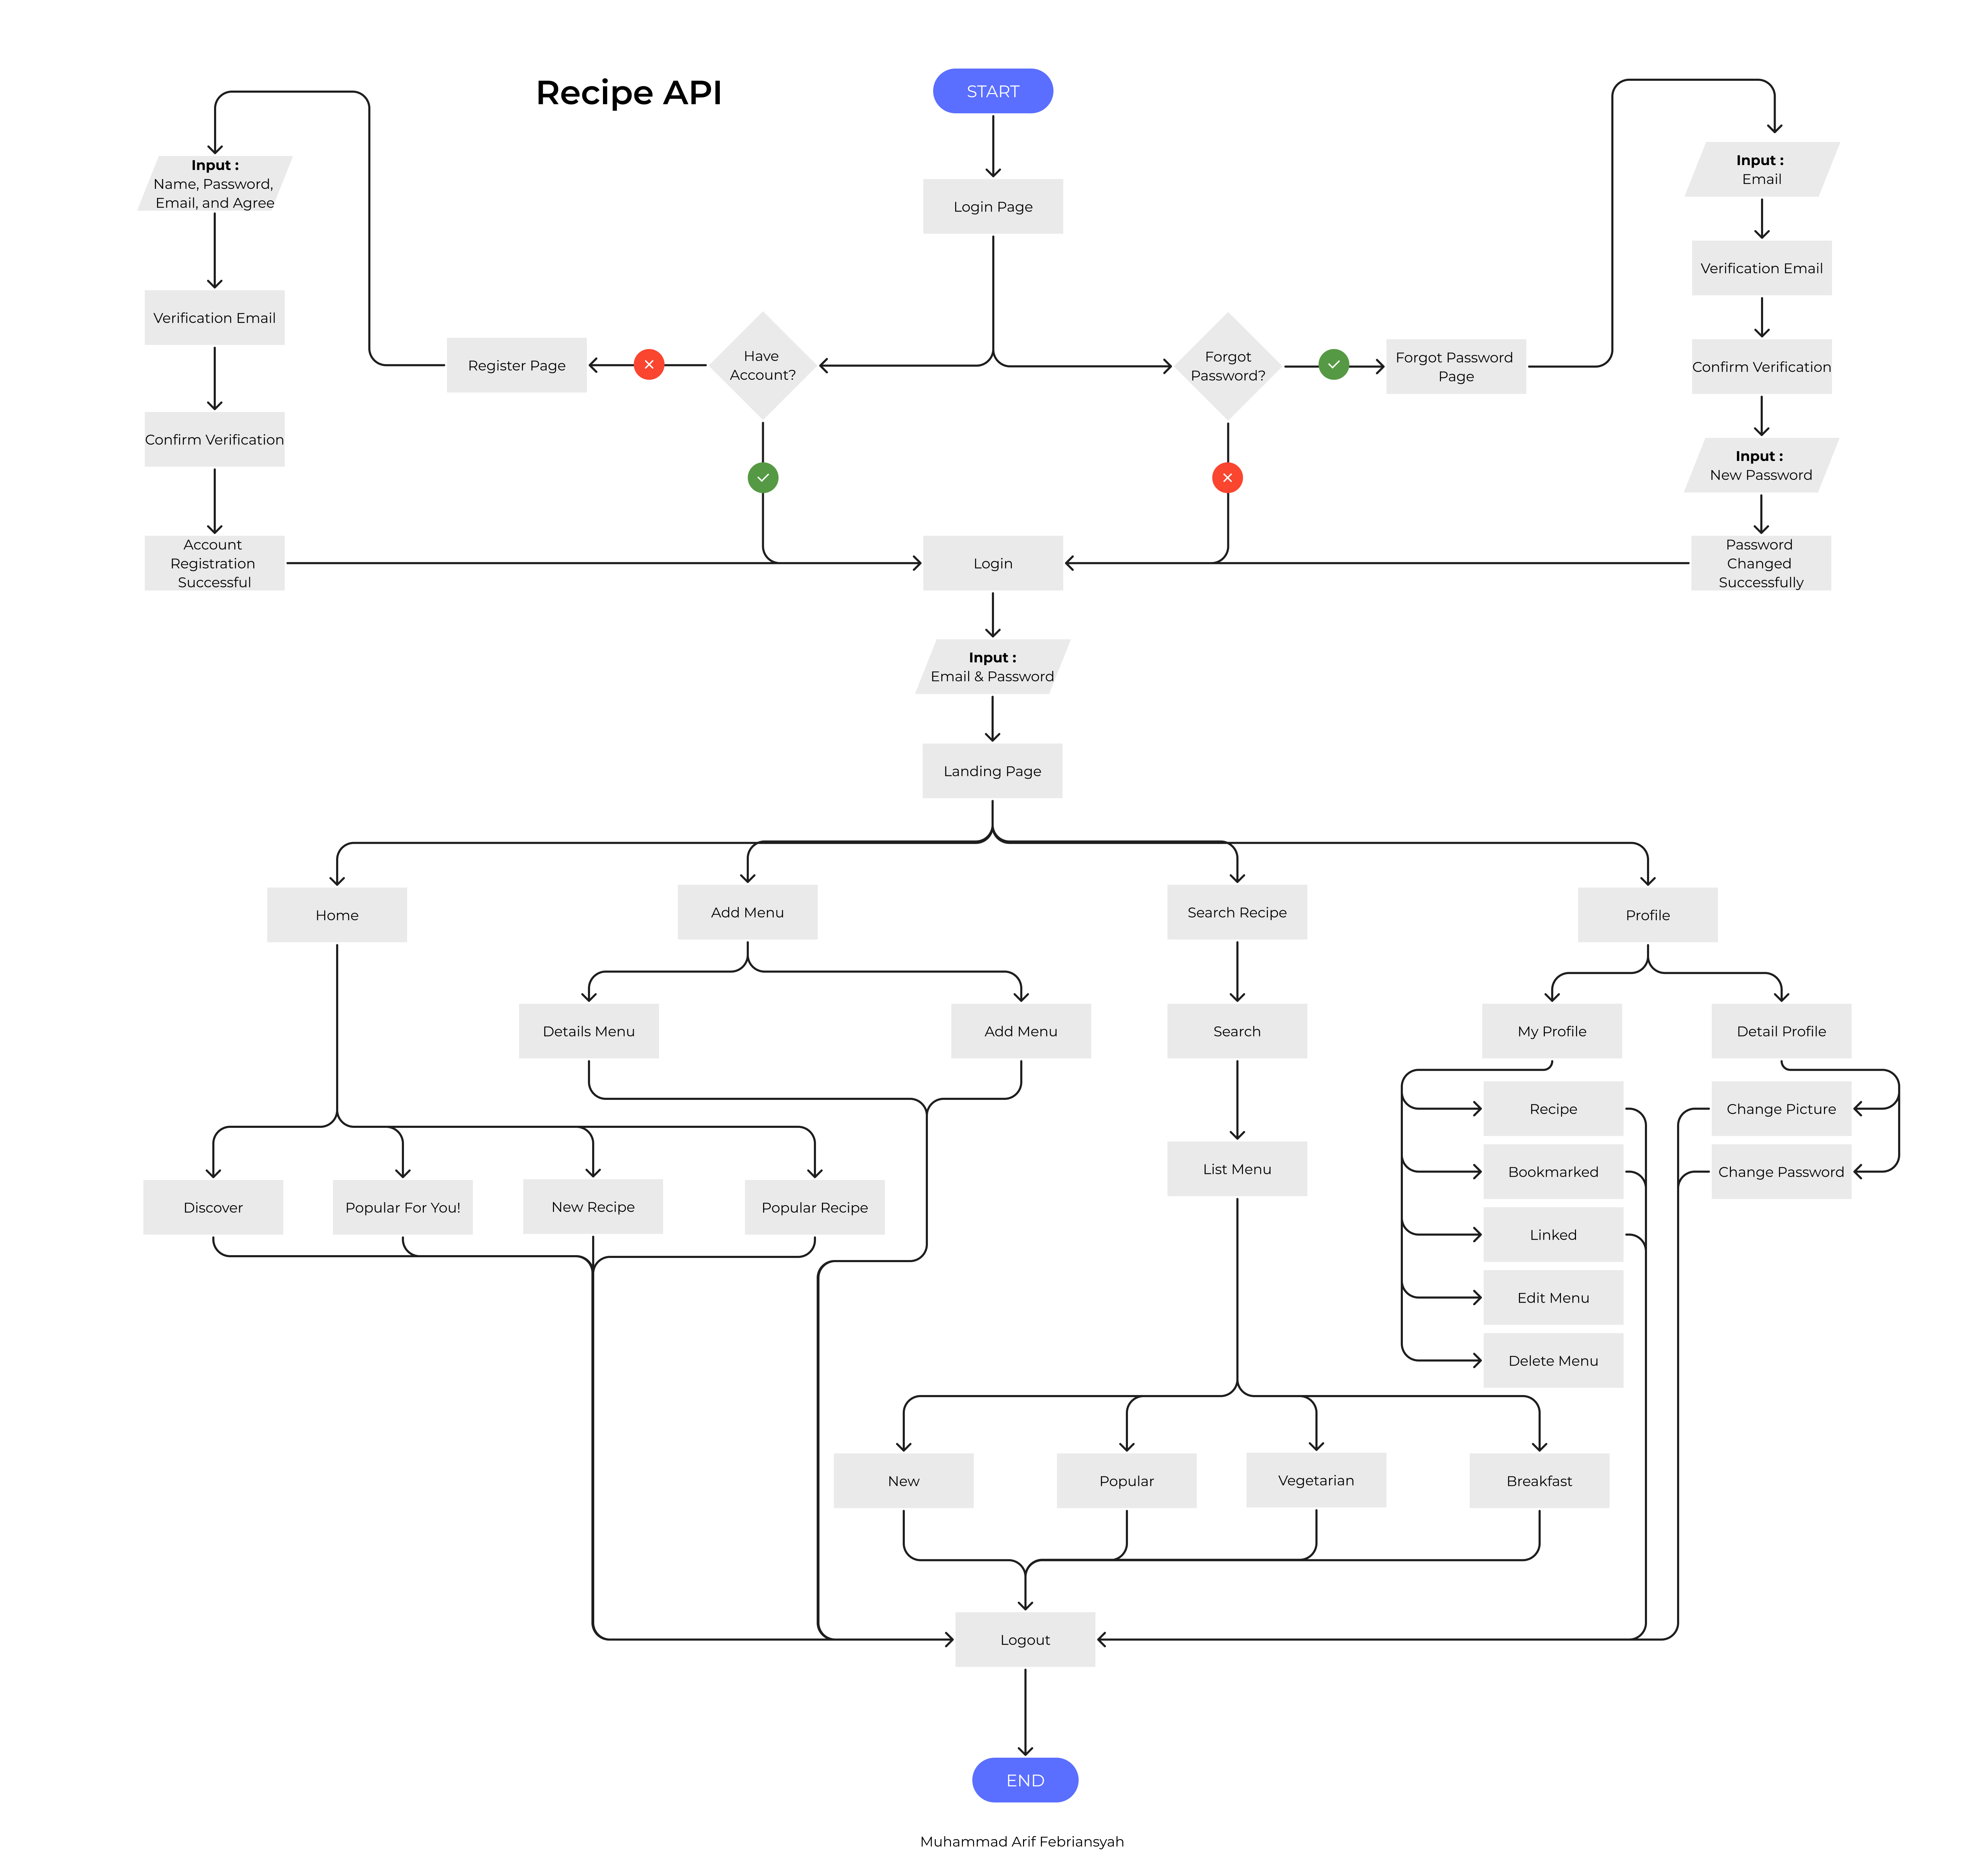 Recipe API
START
Input :
Name, Password,
Email, and Agree
Input :
Email
Login Page
Verification Email
Verification Email
Register Page
Have
Account?
Forgot
Password?
Forgot Password
Page
Confirm Verification
Confirm Verification
Input :
New Password
Account
Registration
Successful
Login
Password
Changed
Successfully
Input :
Email & Password
Landing Page
Home
Add Menu
Search Recipe
Profile
Details Menu
Add Menu
Search
My Profile
Detail Profile
Recipe
Change Picture
List Menu
Bookmarked
Change Password
Discover
Popular For You!
New Recipe
Popular Recipe
Linked
Edit Menu
Delete Menu
New
Popular
Vegetarian
Breakfast
Logout
END
Muhammad Arif Febriansyah